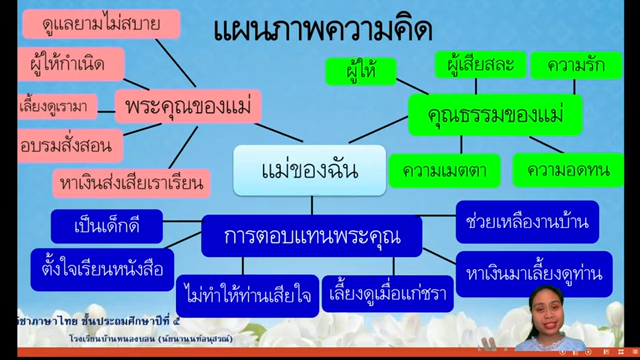 แผนภาพความคิด
ดูแลยามไม่สบาย
ผู้ให้กำเนิด
เลี้ยงดูเรามา
อบรมสั่งสอน
หาเงินส่งเสียเราเรียน
พระคุณของแม่
ผู้ให้
ผู้เสียสละ
ความรัก
คุณธรรมของแม่
ความเมตตา
ความอดทน
แม่ของฉัน
เป็นเด็กดี
ตั้งใจเรียนหนังสือ
การตอบแทนพระคุณ
ช่วยเหลืองานบ้าน
ไม่ทำให้ท่านเสียใจ
เลี้ยงดูเมื่อแก่ชรา
หาเงินมาเลี้ยงดูท่าน
วิชาภาษาไทย ชั้นประถมศึกษาปีที่ ๕
โรงเรียนบ้านหนองบอน (นัยนานนท์อนุสรณ์)